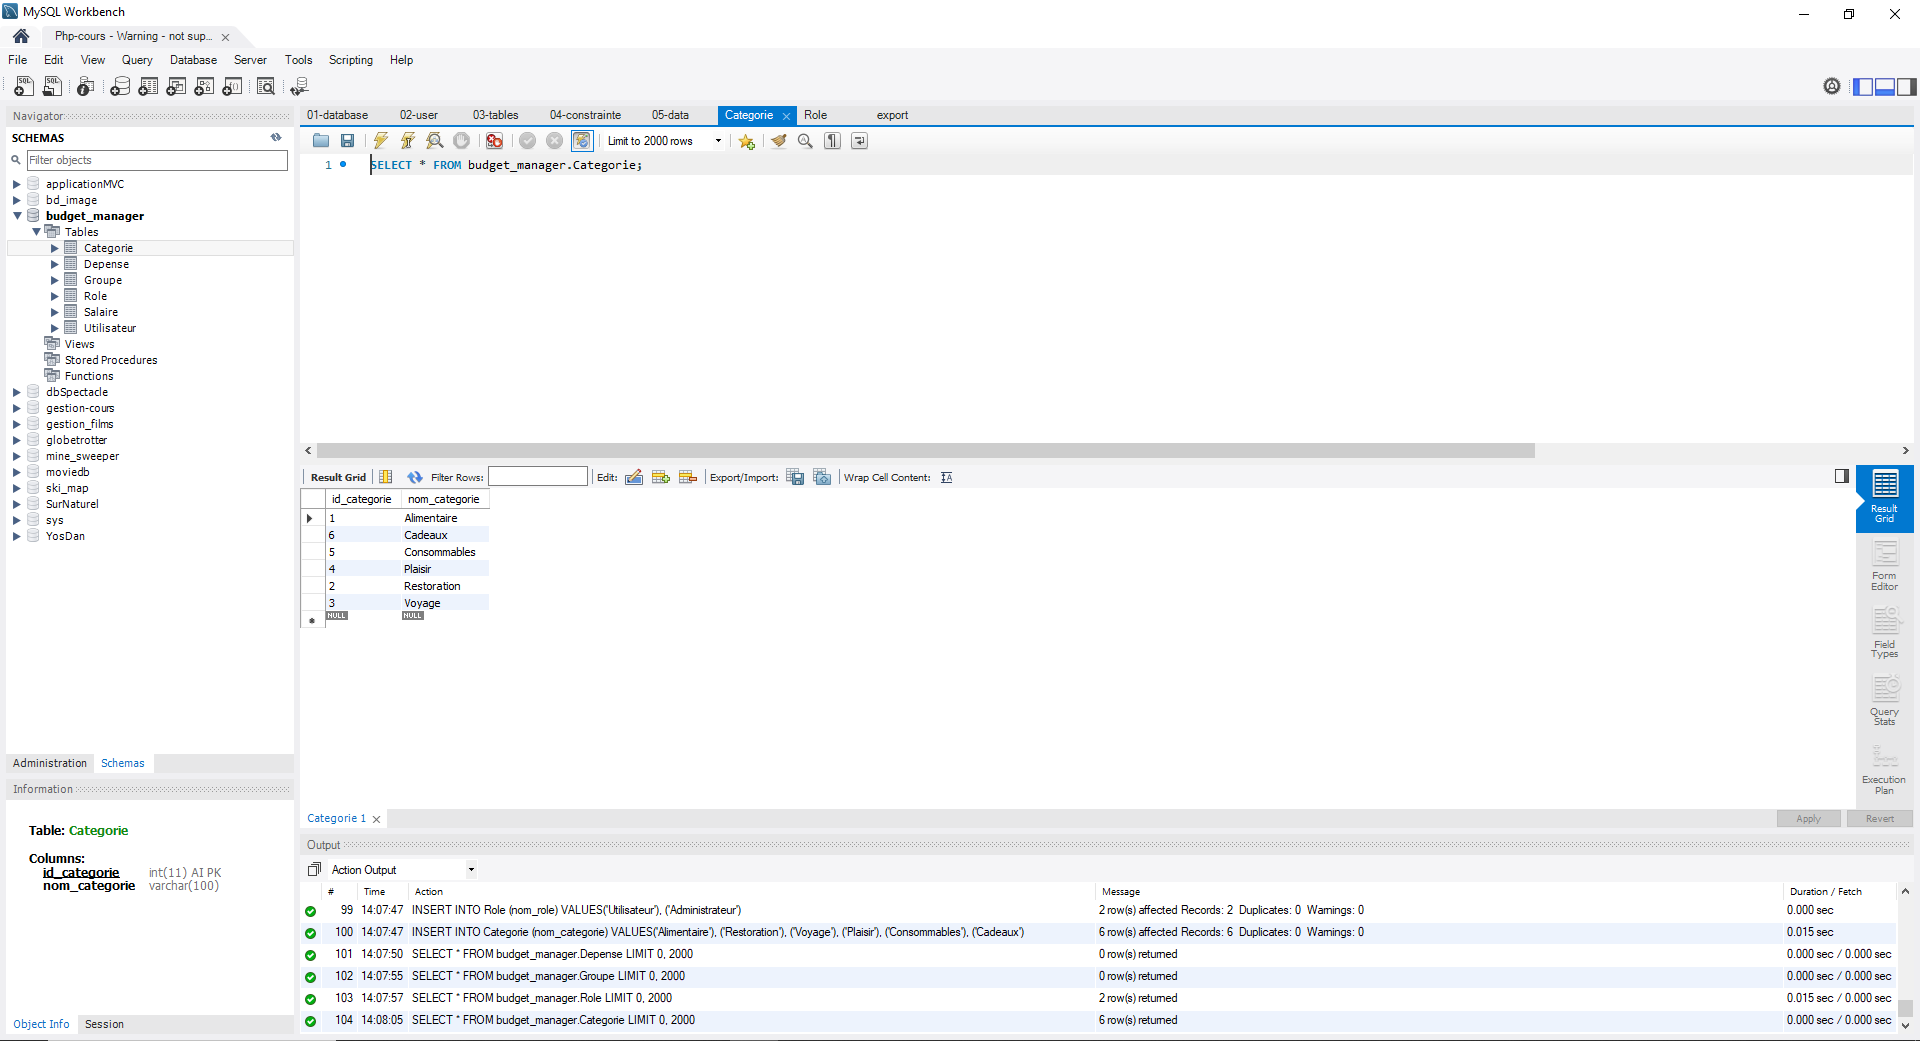 MySQL Workbench
Php-cours - Warning - not sup...
File Edit View Query Database Server Tools Scripting Help
Navigator
SCHEMAS
Filter objects
applicationMVC
bd_image
budget_manager
Tables
Categorie
Depense
Groupe
Role
Salaire
Utilisateur
Views
Stored Procedures
Functions
dbSpectacle
gestion-cours
gestion_films
globetrotter
mine_sweeper
moviedb
ski_map
SurNaturel
sys
YosDan
Administration Schemas
Information
Table: Categorie
Columns:
id_categorie int(11) AI PK
nom_categorie varchar(100)
Object Info Session
01-database 02-user 03-tables 04-constrainte 05-data Categorie Role export
Limit to 2000 rows
1 SELECT * FROM budget_manager.Categorie;
Result Grid Filter Rows: Edit: Export/Import: Wrap Cell Content:
id_categorie nom_categorie
1 Alimentaire
6 Cadeaux
5 Consommables
4 Plaisir
2 Restoration
3 Voyage
NULL NULL
Result
Grid
Form
Editor
Field
Types
Query
Stats
Execution
Plan
Categorie 1
Apply Revert
Output
Action Output
# Time Action Message Duration / Fetch
99 14:07:47 INSERT INTO Role (nom_role) VALUES('Utilisateur'), ('Administrateur') 2 row(s) affected Records: 2 Duplicates: 0 Warnings: 0 0.000 sec
100 14:07:47 INSERT INTO Categorie (nom_categorie) VALUES('Alimentaire'), ('Restoration'), ('Voyage'), ('Plaisir'), ('Consommables'), ('Cadeaux') 6 row(s) affected Records: 6 Duplicates: 0 Warnings: 0 0.015 sec
101 14:07:50 SELECT * FROM budget_manager.Depense LIMIT 0, 2000 0 row(s) returned 0.000 sec / 0.000 sec
102 14:07:55 SELECT * FROM budget_manager.Groupe LIMIT 0, 2000 0 row(s) returned 0.000 sec / 0.000 sec
103 14:07:57 SELECT * FROM budget_manager.Role LIMIT 0, 2000 2 row(s) returned 0.015 sec / 0.000 sec
104 14:08:05 SELECT * FROM budget_manager.Categorie LIMIT 0, 2000 6 row(s) returned 0.000 sec / 0.000 sec